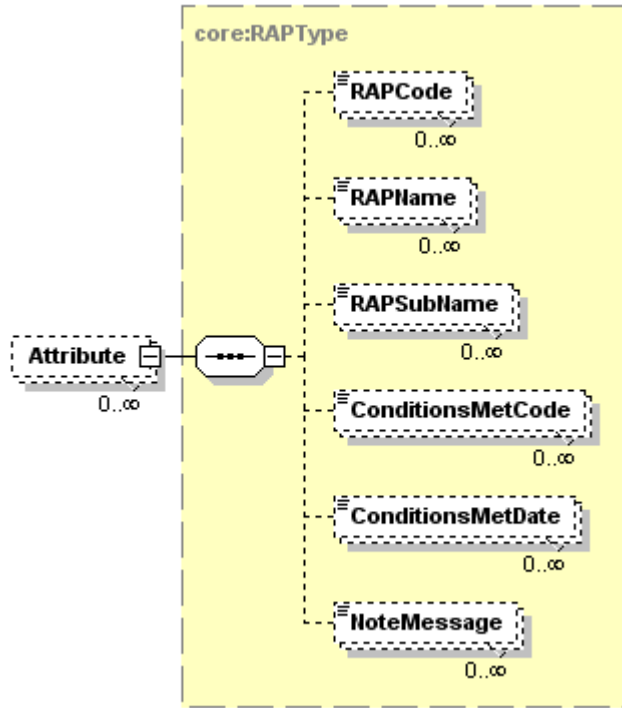 core:RAPType
RAPCode
0..∞
RAPName
0..∞
RAPSubName
0..∞
Attribute
0..∞
ConditionsMetCode
0..∞
ConditionsMetDate
0..∞
NoteMessage
0..∞